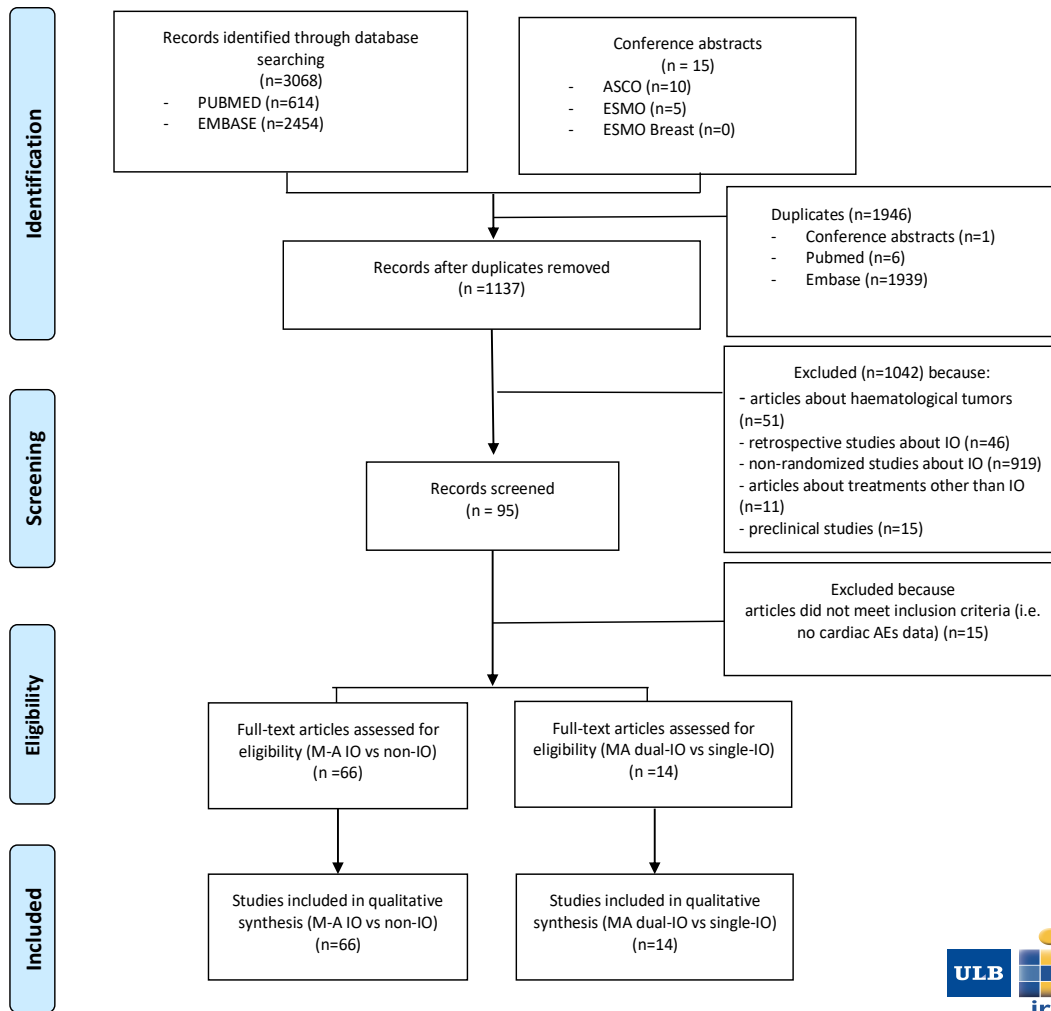 Identification
Records identified through database
searching
(n=3068)
- PUBMED (n=614)
- EMBASE (n=2454)
Conference abstracts
(n = 15)
- ASCO (n=10)
- ESMO (n=5)
- ESMO Breast (n=0)
Duplicates (n=1946)
- Conference abstracts (n=1)
- Pubmed (n=6)
- Embase (n=1939)
Records after duplicates removed
(n =1137)
Screening
Excluded (n=1042) because:
- articles about haematological tumors
(n=51)
- retrospective studies about IO (n=46)
- non-randomized studies about IO (n=919)
- articles about treatments other than IO
(n=11)
- preclinical studies (n=15)
Records screened
(n = 95)
Excluded because
articles did not meet inclusion criteria (i.e.
no cardiac AEs data) (n=15)
Eligibility
Full-text articles assessed for
eligibility (M-A IO vs non-IO)
(n =66)
Full-text articles assessed for
eligibility (MA dual-IO vs single-IO)
(n =14)
Included
Studies included in qualitative
synthesis (M-A IO vs non-IO)
(n=66)
Studies included in qualitative
synthesis (MA dual-IO vs single-IO)
(n=14)
ULB